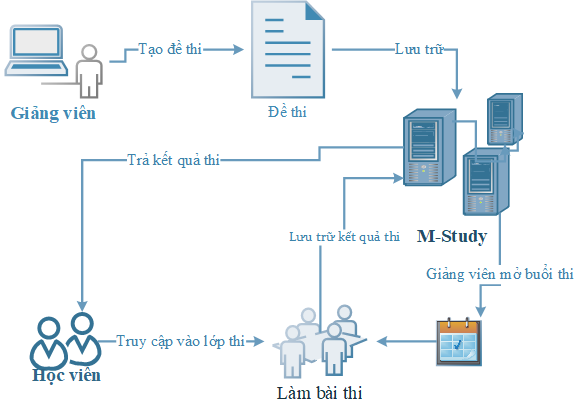 Tạo đề thi
Lưu trữ
Giảng viên
Đề thi
Trả kết quả thi
Lưu trữ kết quả thi
M-Study
Giảng viên mở buổi thi
Truy cập vào lớp thi
Học viên
Làm bài thi